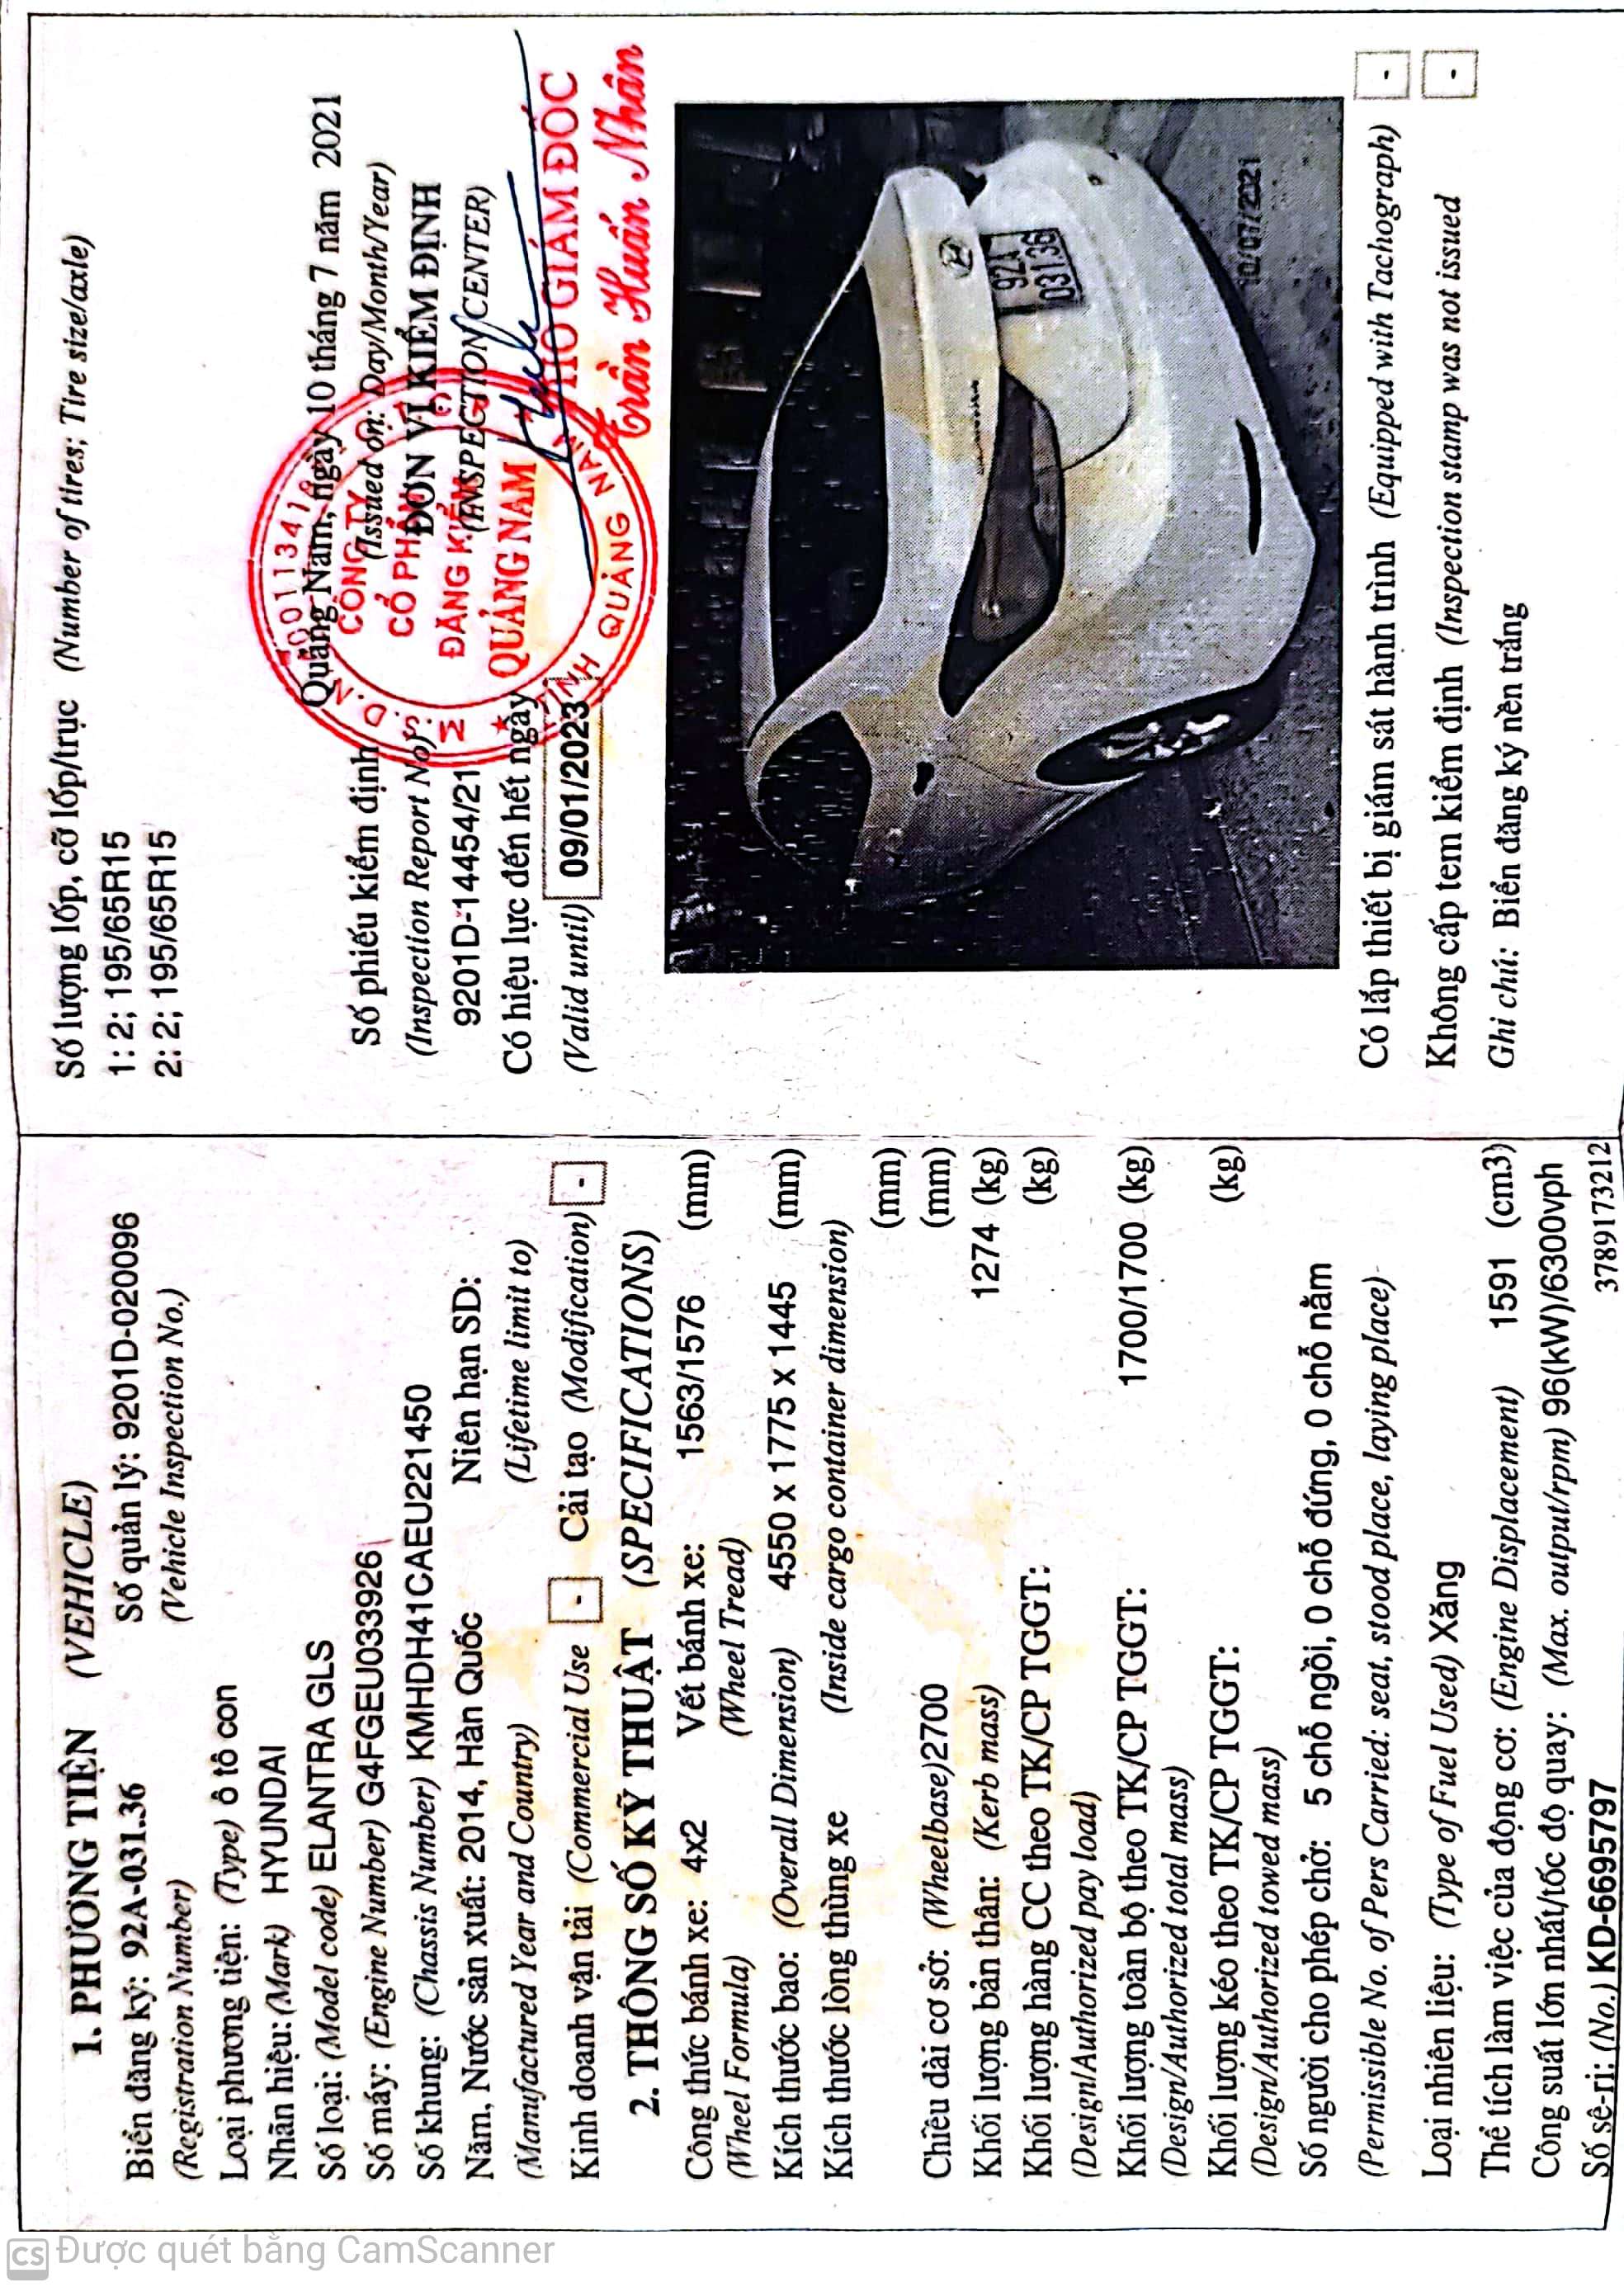 CS Được quét bằng CamScanner
1. PHƯƠNG TIỆN (VEHICLE)
Biển đăng ký: 92A-031.36 Số quản lý: 9201D-020096
(Registration Number) (Vehicle Inspection No.)
Loại phương tiện: (Type) ô tô con
Nhãn hiệu: (Mark) HYUNDAI
Số loại: (Model code) ELANTRA GLS
Số máy: (Engine Number) G4FGEU033926
Số khung: (Chassis Number) KMHDH41CAEU221450
Năm, Nước sản xuất: 2014, Hàn Quốc Niên hạn SD:
(Manufactured Year and Country) (Lifetime limit to)
Kinh doanh vận tải (Commercial Use - Cải tạo (Modification) -
2. THÔNG SỐ KỸ THUẬT (SPECIFICATIONS)
Công thức bánh xe: 4x2 Vết bánh xe: 1563/1576 (mm)
(Wheel Formula) (Wheel Tread)
Kích thước bao: (Overall Dimension) 4550 x 1775 x 1445 (mm)
Kích thước lòng thùng xe (Inside cargo container dimension)
(mm)
Chiều dài cơ sở: (Wheelbase)2700 (mm)
Khối lượng bản thân: (Kerb mass) 1274 (kg)
Khối lượng hàng CC theo TK/CP TGGT: (kg)
(Design/Authorized pay load)
Khối lượng toàn bộ theo TK/CP TGGT: 1700/1700 (kg)
(Design/Authorized total mass)
Khối lượng kéo theo TK/CP TGGT: (kg)
(Design/Authorized towed mass)
Số người cho phép chở: 5 chỗ ngồi, 0 chỗ đứng, 0 chỗ nằm
(Permissible No. of Pers Carried: seat, stood place, laying place)
Loại nhiên liệu: (Type of Fuel Used) Xăng
Thể tích làm việc của động cơ: (Engine Displacement) 1591 (cm3)
Công suất lớn nhất/tốc độ quay: (Max. output/rpm) 96(kW)/6300vph
Số sê-ri: (No.) KD-6695797 3789173212
Số lượng lốp, cỡ lốp/trục (Number of tires; Tire size/axle)
1: 2; 195/65R15
2: 2; 195/65R15
Quảng Nam, ngày 10 tháng 7 năm 2021
(Issued on: Day/Month/Year)
Số phiếu kiểm định
(Inspection Report No):
ĐƠN VỊ KIỂM ĐỊNH
9201D-14454/21
(INSPECTION CENTER)
Có hiệu lực đến hết ngày
(Valid until) 09/01/2023
CÔNG TY
CỔ PHẦN
ĐĂNG KIỂM
QUẢNG NAM
TỈNH QUẢNG NAM
PHÓ GIÁM ĐỐC
Trần Huấn Nhân
92A
031.36
10/07/2021
Có lắp thiết bị giám sát hành trình (Equipped with Tachograph) -
Không cấp tem kiểm định (Inspection stamp was not issued -
Ghi chú: Biển đăng ký nền trắng